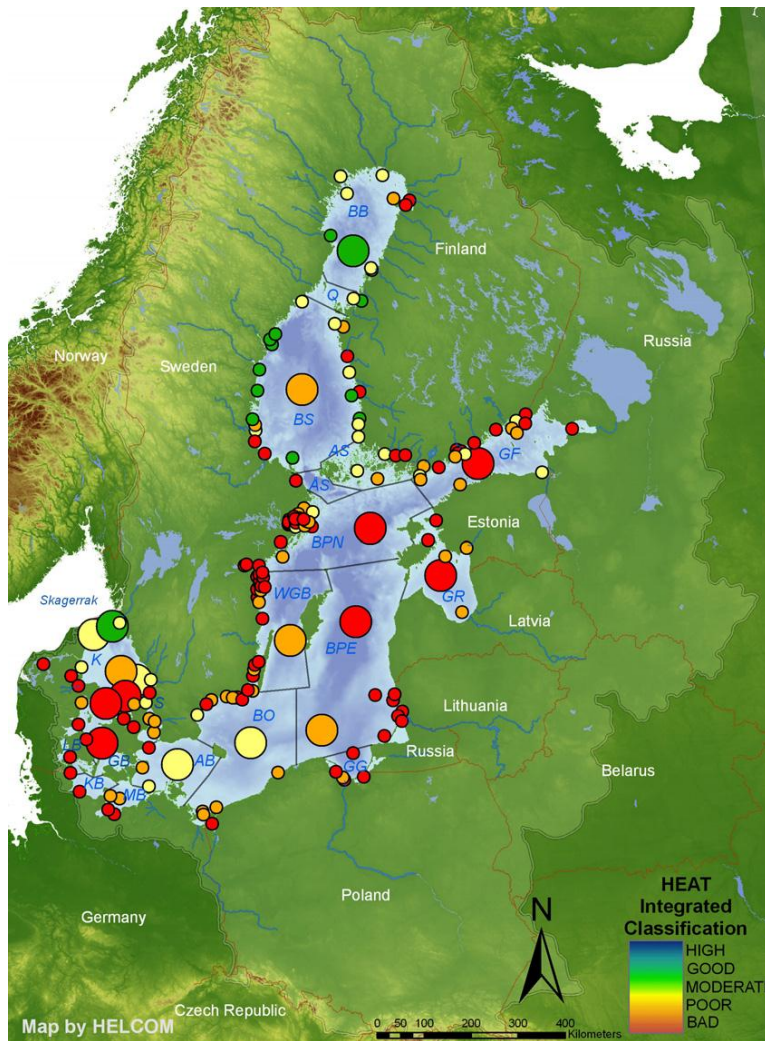 BB
Finland
Q
Russia
Norway
Sweden
BS
AS
AS
GF
Estonia
BPN
Skagerrak
WGB
GR
Latvia
K
BPE
S
Lithuania
BO
LB
GB
AB
Russia
KB
MB
GG
Belarus
Poland
Germany
Czech Republic
N
HEAT
Integrated
Classification
HIGH
GOOD
MODERAT
POOR
BAD
Map by HELCOM
0 50 100 200 300 400
Kilometers